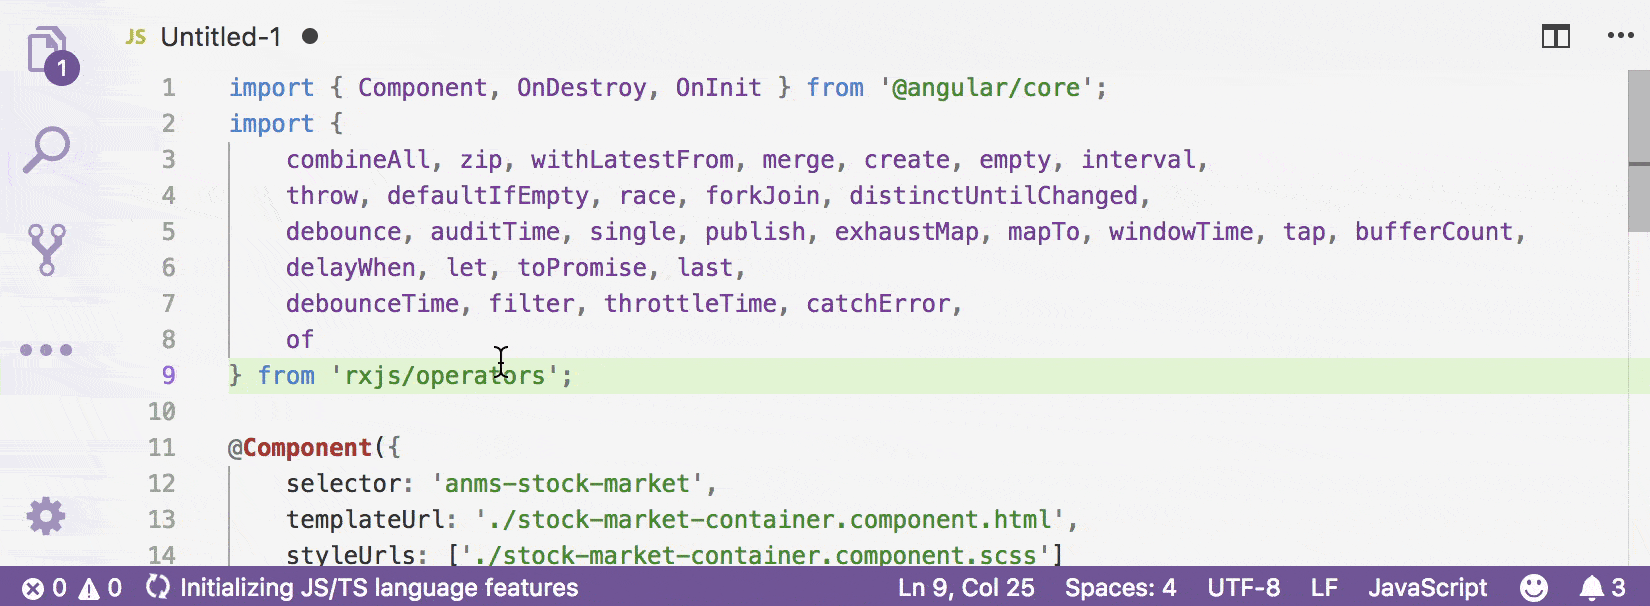 JS Untitled-1
1
1 import { Component, OnDestroy, OnInit } from '@angular/core';
2 import {
3 combineAll, zip, withLatestFrom, merge, create, empty, interval,
4 throw, defaultIfEmpty, race, forkJoin, distinctUntilChanged,
5 debounce, auditTime, single, publish, exhaustMap, mapTo, windowTime, tap, bufferCount,
6 delayWhen, let, toPromise, last,
7 debounceTime, filter, throttleTime, catchError,
8 of
9 } from 'rxjs/operators';
10
11 @Component({
12 selector: 'anms-stock-market',
13 templateUrl: './stock-market-container.component.html',
14 styleUrls: ['./stock-market-container.component.scss']
0 0 Initializing JS/TS language features Ln 9, Col 25 Spaces: 4 UTF-8 LF JavaScript 3